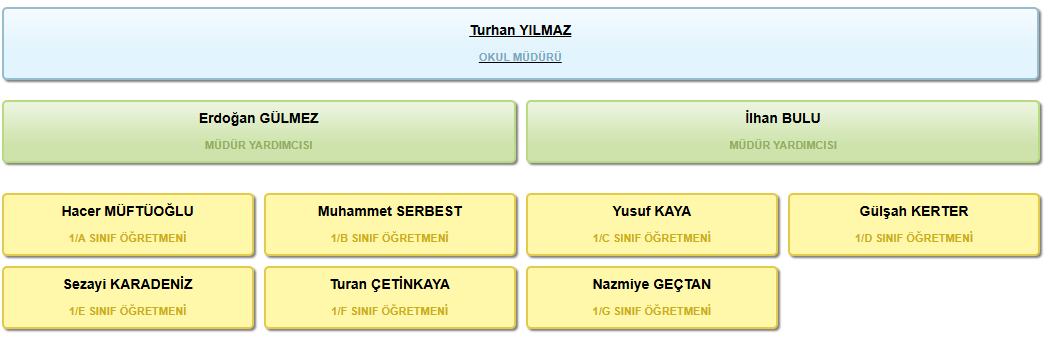 Turhan YILMAZ
OKUL MÜDÜRÜ
Erdoğan GÜLMEZ
MÜDÜR YARDIMCISI
İlhan BULU
MÜDÜR YARDIMCISI
Hacer MÜFTÜOĞLU
1/A SINIF ÖĞRETMENİ
Muhammet SERBEST
1/B SINIF ÖĞRETMENİ
Yusuf KAYA
1/C SINIF ÖĞRETMENİ
Gülşah KERTER
1/D SINIF ÖĞRETMENİ
Sezayi KARADENİZ
1/E SINIF ÖĞRETMENİ
Turan ÇETİNKAYA
1/F SINIF ÖĞRETMENİ
Nazmiye GEÇTAN
1/G SINIF ÖĞRETMENİ